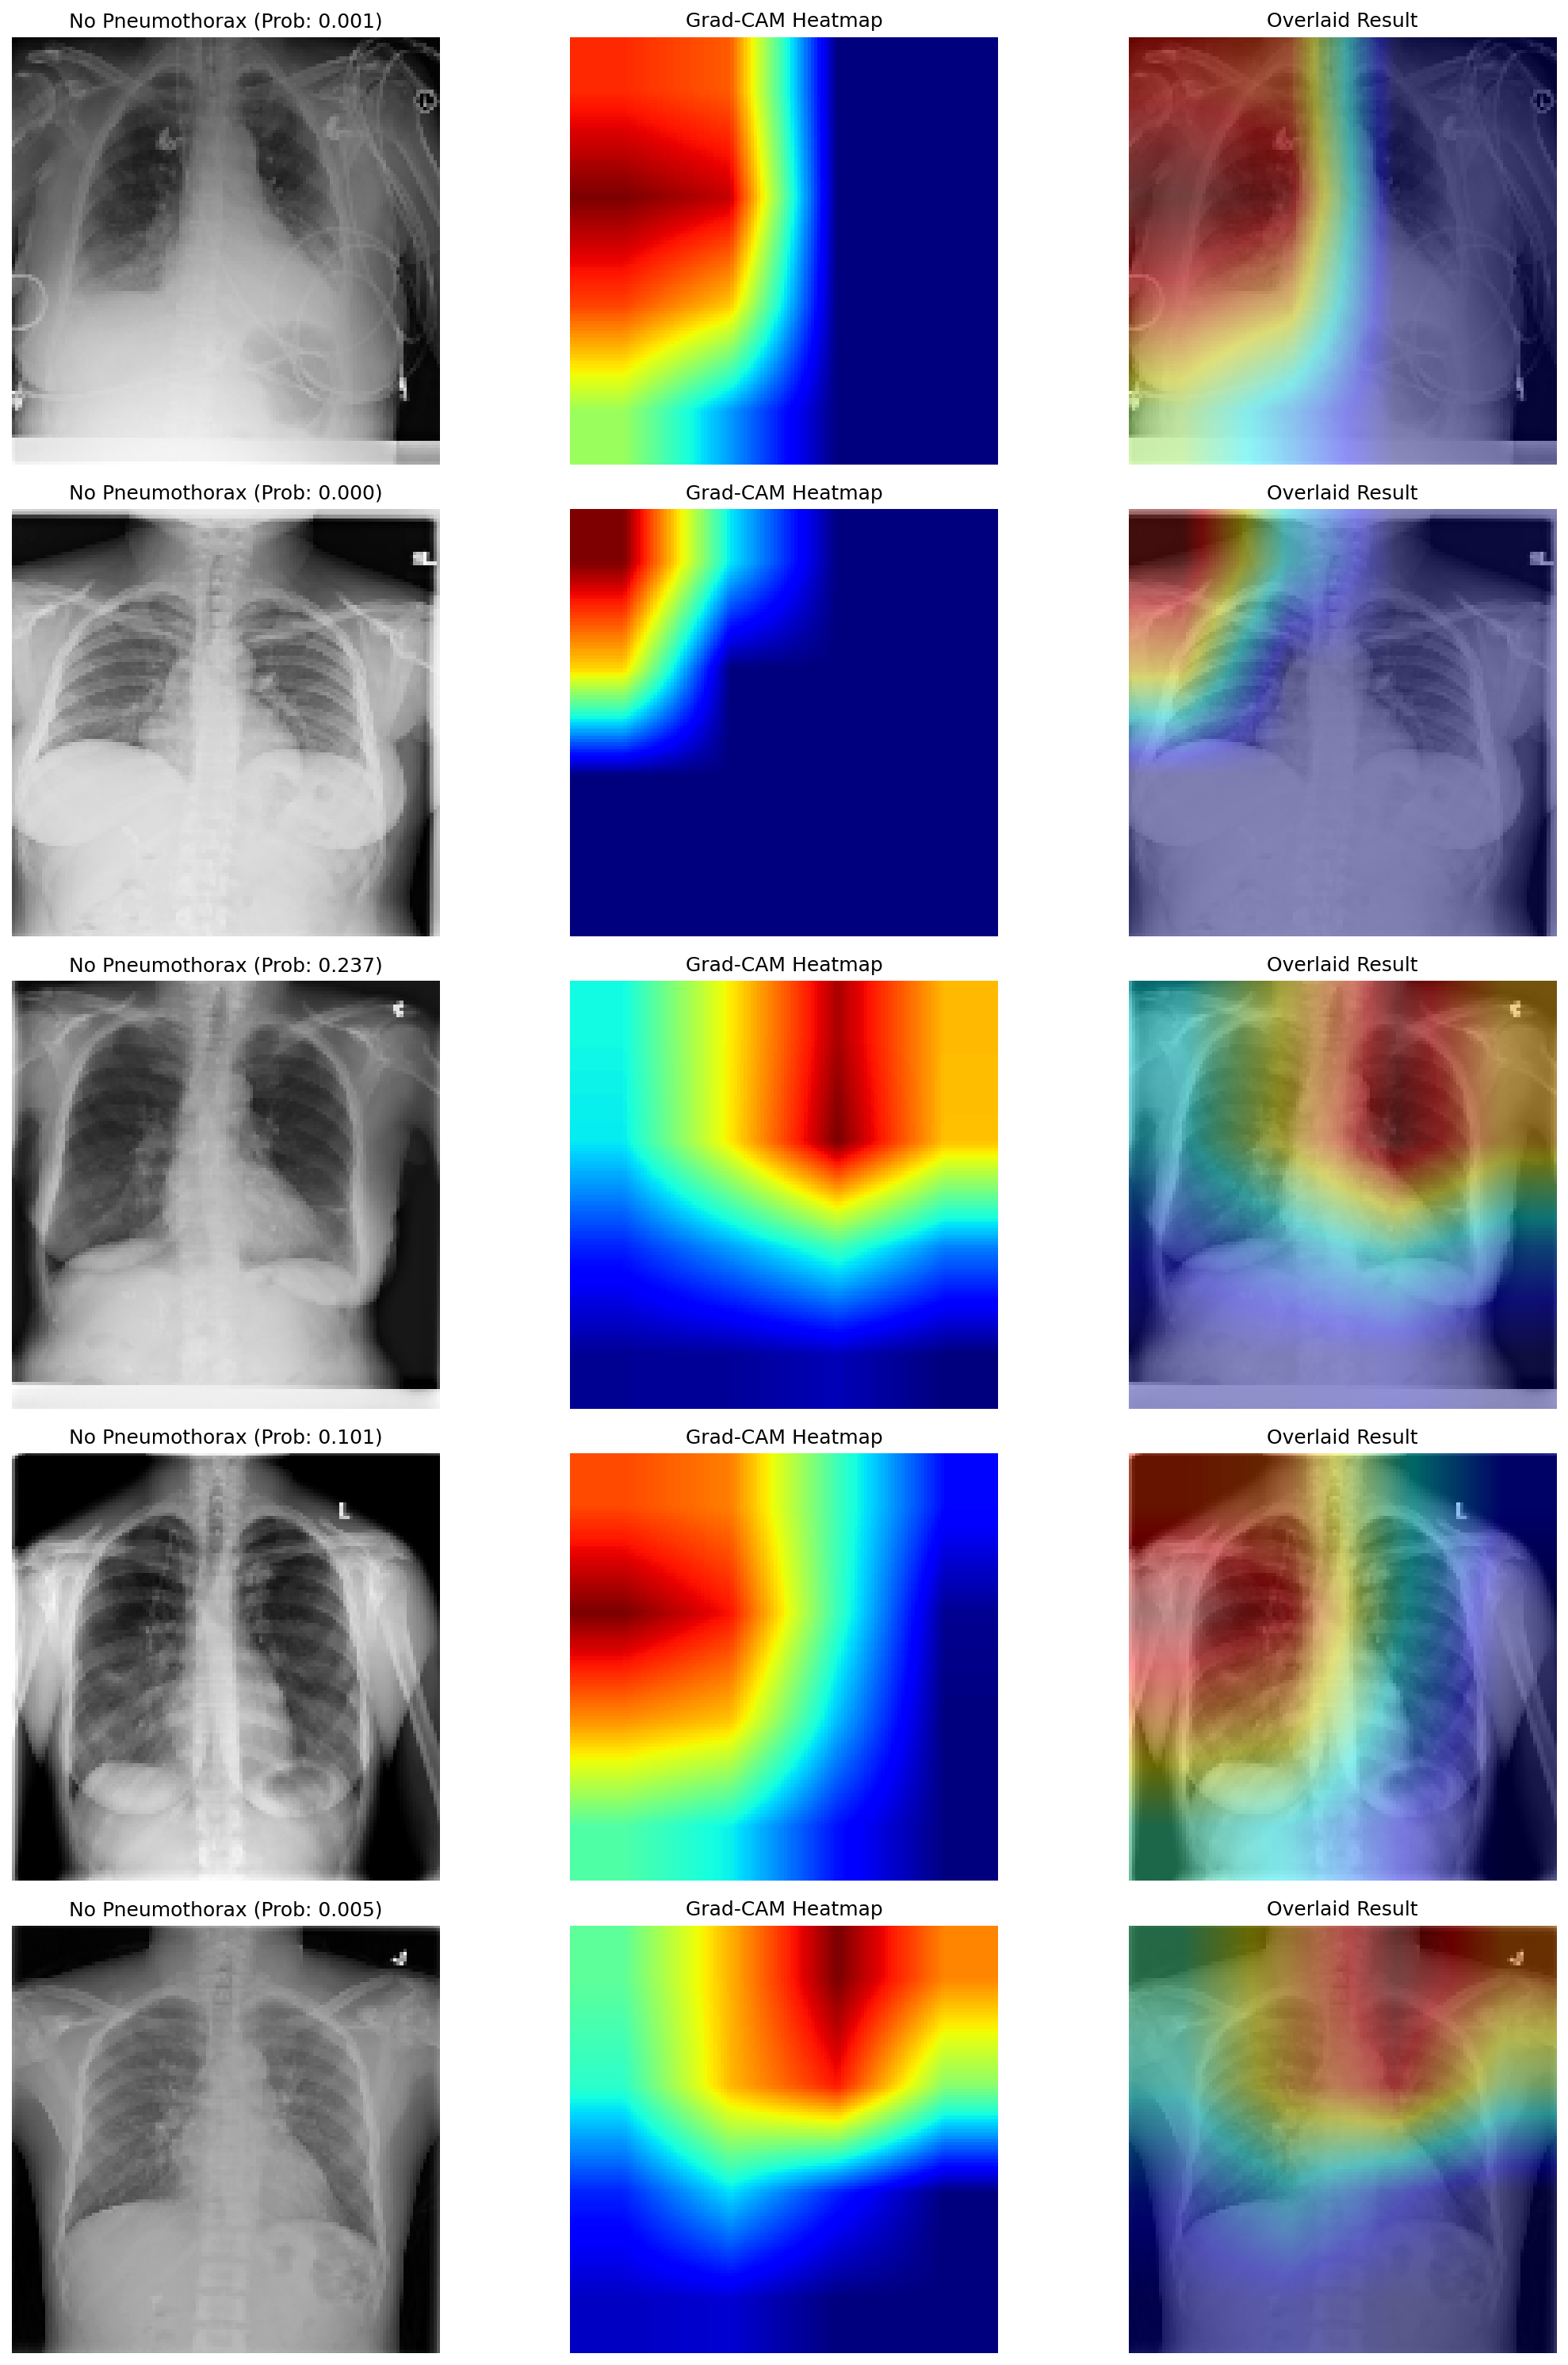 No Pneumothorax (Prob: 0.001)
Grad-CAM Heatmap
Overlaid Result
L
L
No Pneumothorax (Prob: 0.000)
Grad-CAM Heatmap
Overlaid Result
L
L
No Pneumothorax (Prob: 0.237)
Grad-CAM Heatmap
Overlaid Result
No Pneumothorax (Prob: 0.101)
Grad-CAM Heatmap
Overlaid Result
L
L
No Pneumothorax (Prob: 0.005)
Grad-CAM Heatmap
Overlaid Result